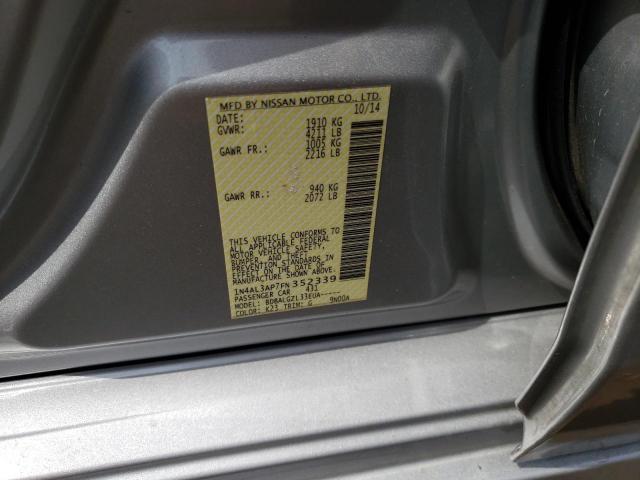 MFD BY NISSAN MOTOR CO., LTD.
DATE: 10/14
GVWR: 1910 KG
4211 LB
GAWR FR.: 1005 KG
2216 LB
GAWR RR.: 940 KG
2072 LB
THIS VEHICLE CONFORMS TO
ALL APPLICABLE FEDERAL
MOTOR VEHICLE SAFETY,
BUMPER, AND THEFT
PREVENTION STANDARDS IN
EFFECT ON THE DATE OF
MANUFACTURE SHOWN ABOVE.
1N4AL3AP7FN352339
PASSENGER CAR 431
MODEL: BDBALGZL33EUA-----
COLOR: K23 TRIM: G 9N00A